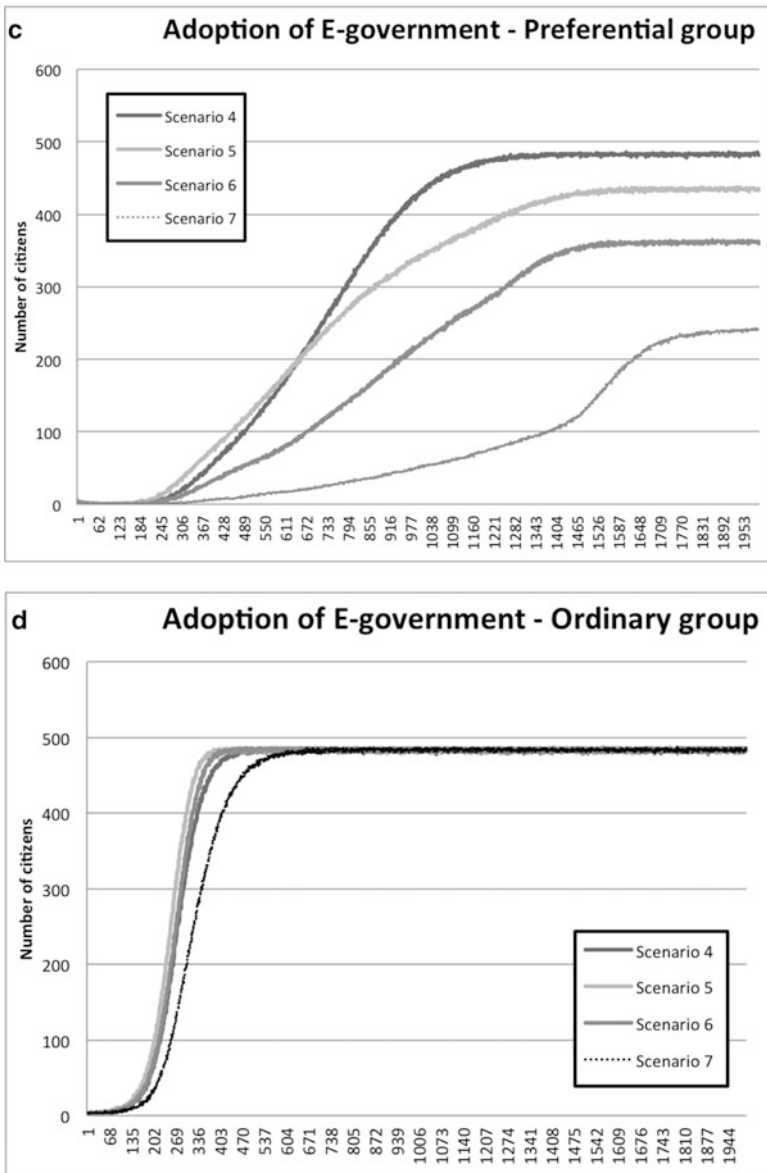 c
Adoption of E-government - Preferential group
600
500
400
300
200
100
0
Number of citizens
Scenario 4
Scenario 5
Scenario 6
Scenario 7
1 62 123 184 245 306 367 428 489 550 611 672 733 794 855 916 977 1038 1099 1160 1221 1282 1343 1404 1465 1526 1587 1648 1709 1770 1831 1892 1953
d
Adoption of E-government - Ordinary group
600
500
400
300
200
100
0
Number of citizens
Scenario 4
Scenario 5
Scenario 6
Scenario 7
1 68 135 202 269 336 403 470 537 604 671 738 805 872 939 1006 1073 1140 1207 1274 1341 1408 1475 1542 1609 1676 1743 1810 1877 1944